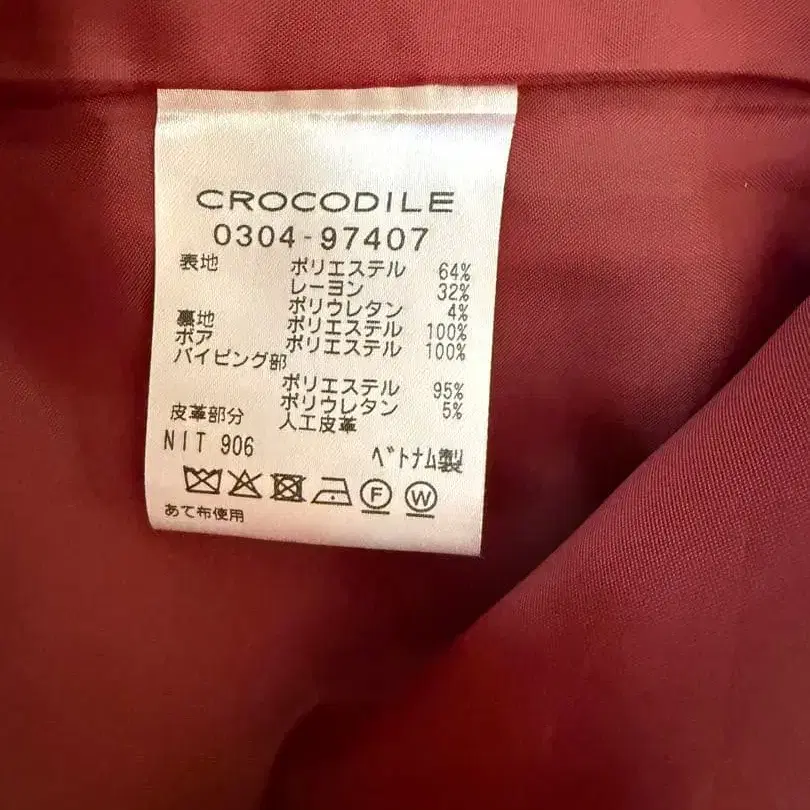 CROCODILE
0304-97407
表地 ポリエステル 64%
レーヨン 32%
ポリウレタン 4%
裏地 ポリエステル 100%
ボア ポリエステル 100%
パイピング部
ポリエステル 95%
ポリウレタン 5%
皮革部分 人工皮革
NIT 906 ベトナム製
F W
あて布使用